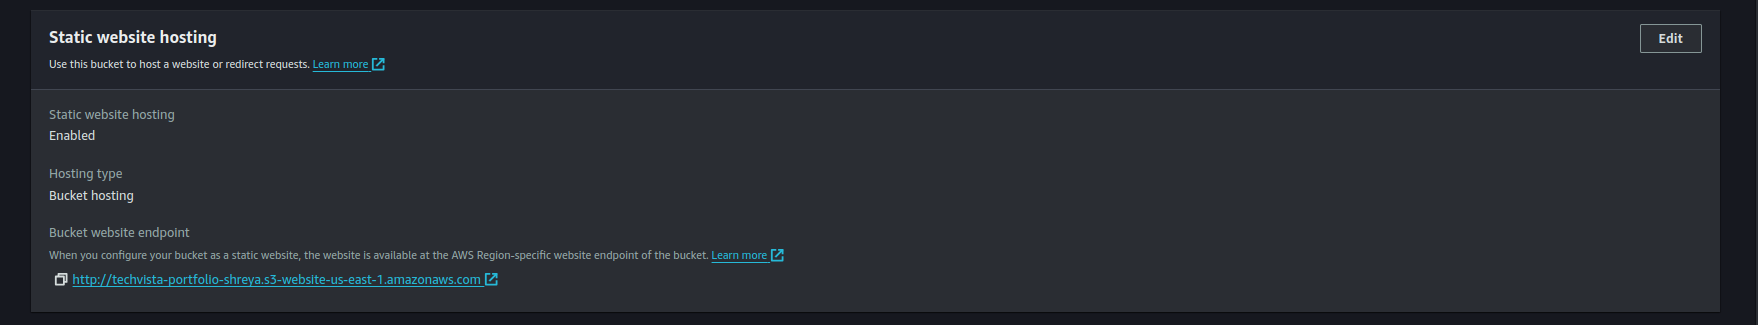 Static website hosting
Edit
Use this bucket to host a website or redirect requests. Learn more
Static website hosting
Enabled
Hosting type
Bucket hosting
Bucket website endpoint
When you configure your bucket as a static website, the website is available at the AWS Region-specific website endpoint of the bucket. Learn more
http://techvista-portfolio-shreya.s3-website-us-east-1.amazonaws.com